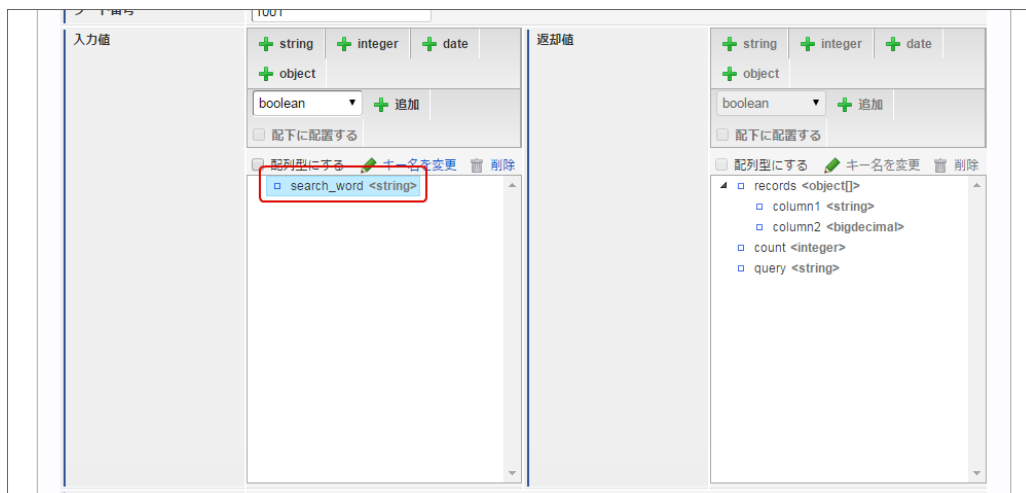 1001
入力値
string integer date
object
boolean 追加
配下に配置する
配列型にする キー名を変更 削除
search_word <string>
返却値
string integer date
object
boolean 追加
配下に配置する
配列型にする キー名を変更 削除
records <object[]>
column1 <string>
column2 <bigdecimal>
count <integer>
query <string>